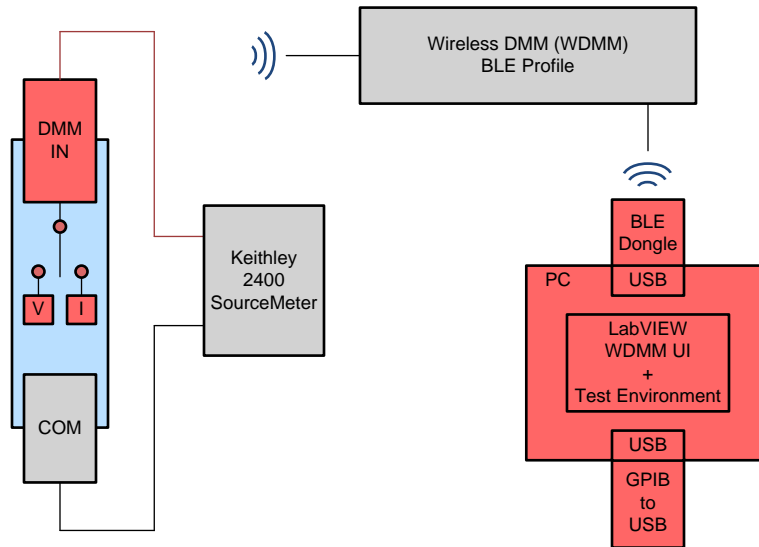 Wireless DMM (WDMM)
BLE Profile
DMM
IN
V
I
COM
Keithley
2400
SourceMeter
BLE
Dongle
USB
PC
LabVIEW
WDMM UI
+
Test Environment
USB
GPIB
to
USB